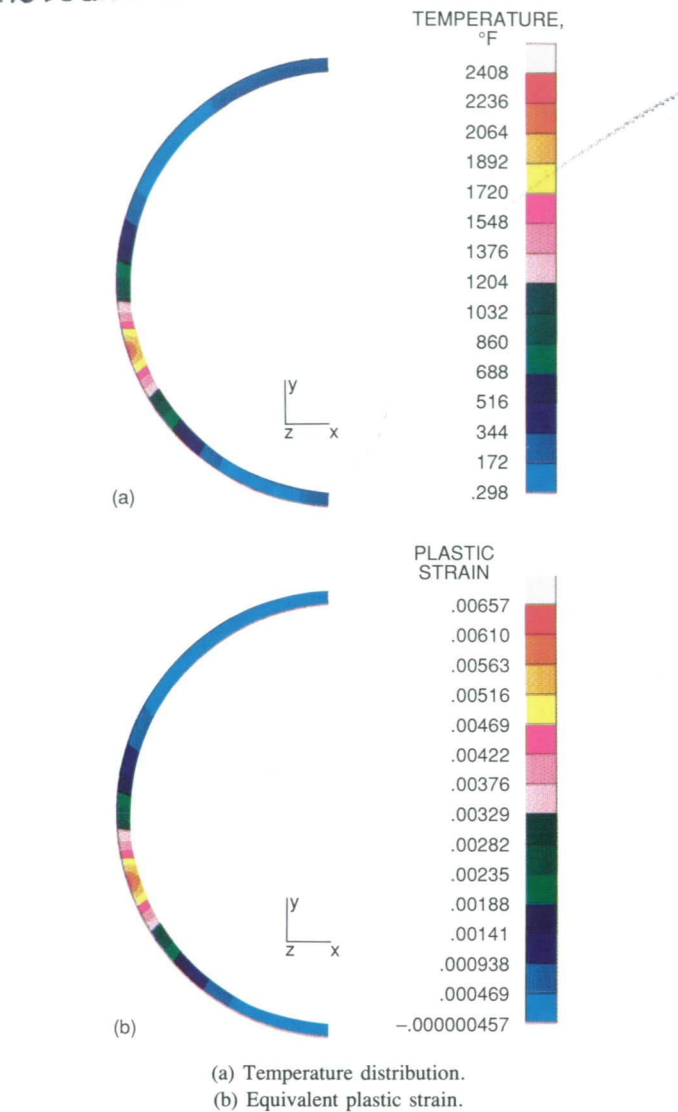 TEMPERATURE,
°F
2408
2236
2064
1892
1720
1548
1376
1204
1032
860
688
516
344
172
.298
y
z x
(a)
PLASTIC
STRAIN
.00657
.00610
.00563
.00516
.00469
.00422
.00376
.00329
.00282
.00235
.00188
.00141
.000938
.000469
–.000000457
y
z x
(b)
(a) Temperature distribution.
(b) Equivalent plastic strain.